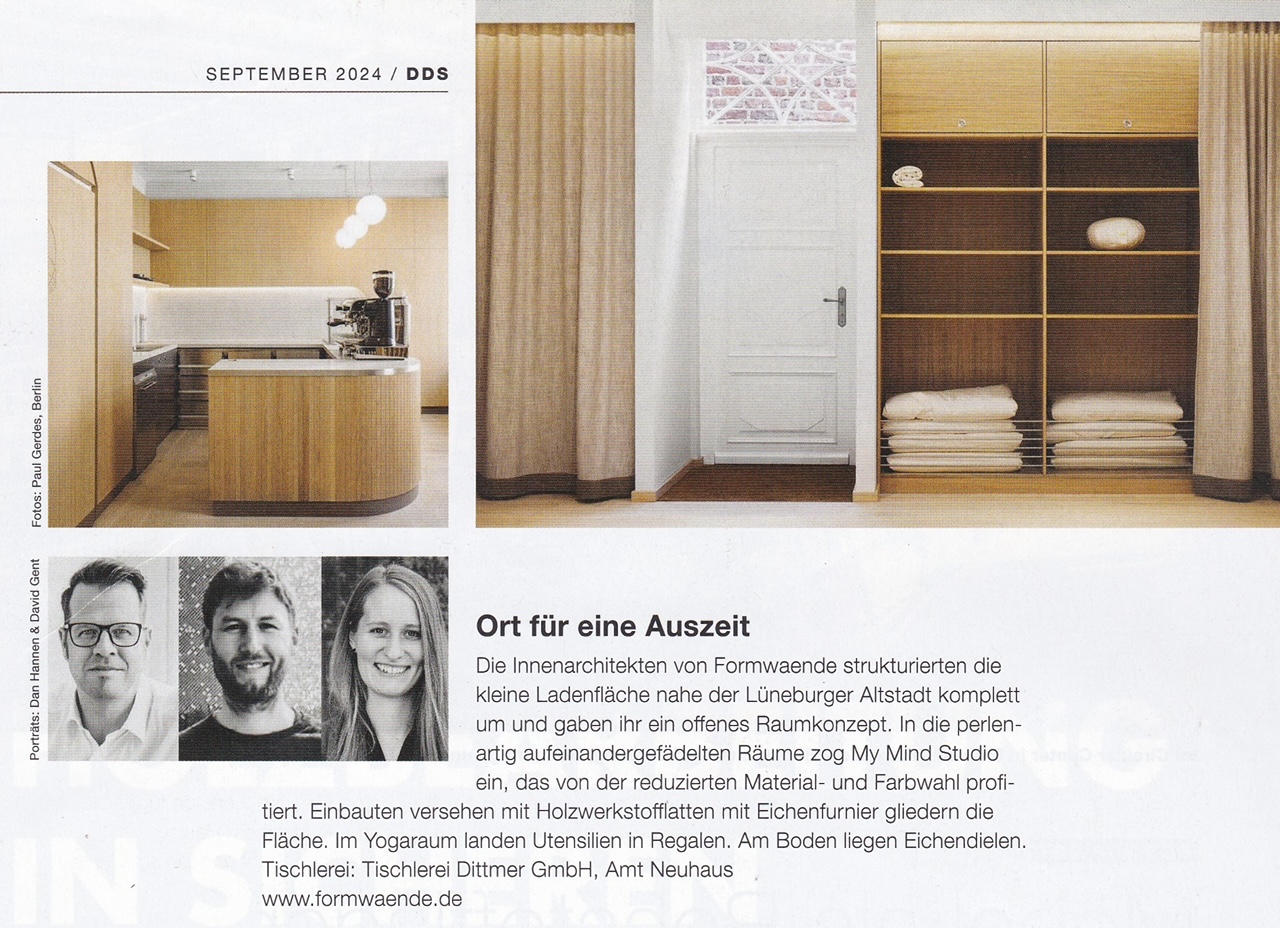 SEPTEMBER 2024 / DDS
Fotos: Paul Gerdes, Berlin
Porträts: Dan Hannen & David Gent
Ort für eine Auszeit
Die Innenarchitekten von Formwaende strukturierten die
kleine Ladenfläche nahe der Lüneburger Altstadt komplett
um und gaben ihr ein offenes Raumkonzept. In die perlen-
artig aufeinandergefädelten Räume zog My Mind Studio
ein, das von der reduzierten Material- und Farbwahl profi-
tiert. Einbauten versehen mit Holzwerkstofflatten mit Eichenfurnier gliedern die
Fläche. Im Yogaraum landen Utensilien in Regalen. Am Boden liegen Eichendielen.
Tischlerei: Tischlerei Dittmer GmbH, Amt Neuhaus
www.formwaende.de